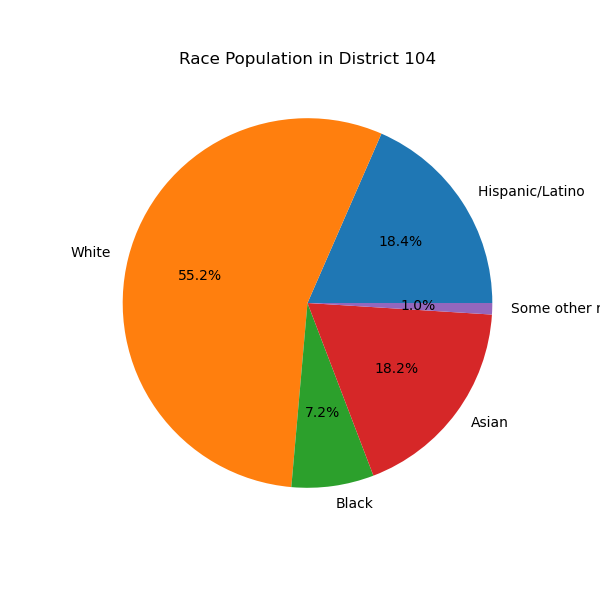 Race Population in District 104
Hispanic/Latino
18.4%
White
55.2%
1.0%
Some other
18.2%
Asian
7.2%
Black